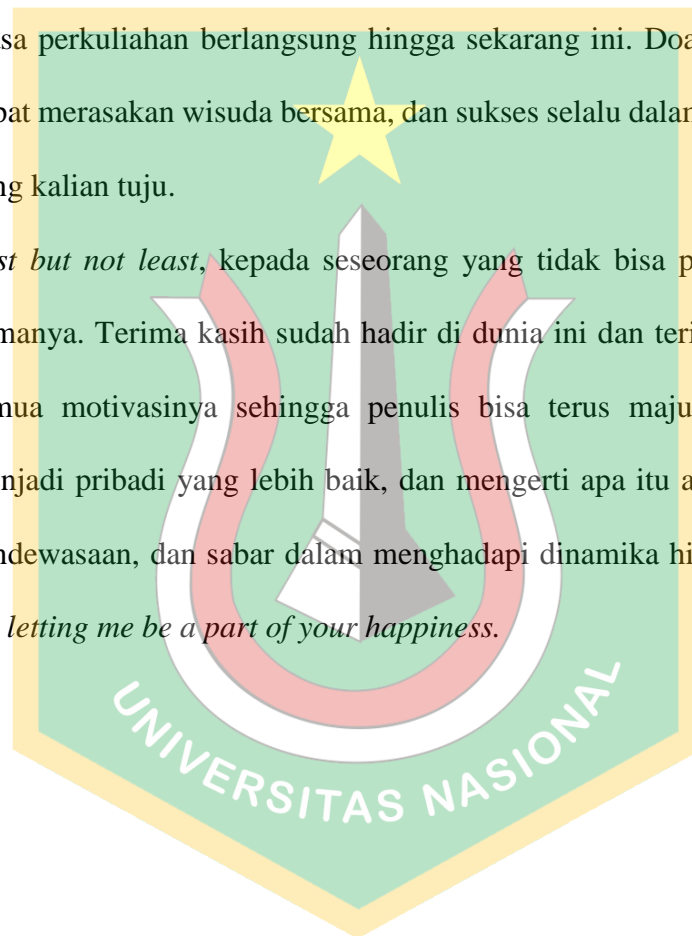 sa perkuliahan berlangsung hingga sekarang ini. Doa
at merasakan wisuda bersama, dan sukses selalu dalan
ng kalian tuju.
st but not least, kepada seseorang yang tidak bisa p
manya. Terima kasih sudah hadir di dunia ini dan teri
mua motivasinya sehingga penulis bisa terus maju
njadi pribadi yang lebih baik, dan mengerti apa itu a
ndewasaan, dan sabar dalam menghadapi dinamika hi
letting me be a part of your happiness.
UNIVERSITAS NASIONAL